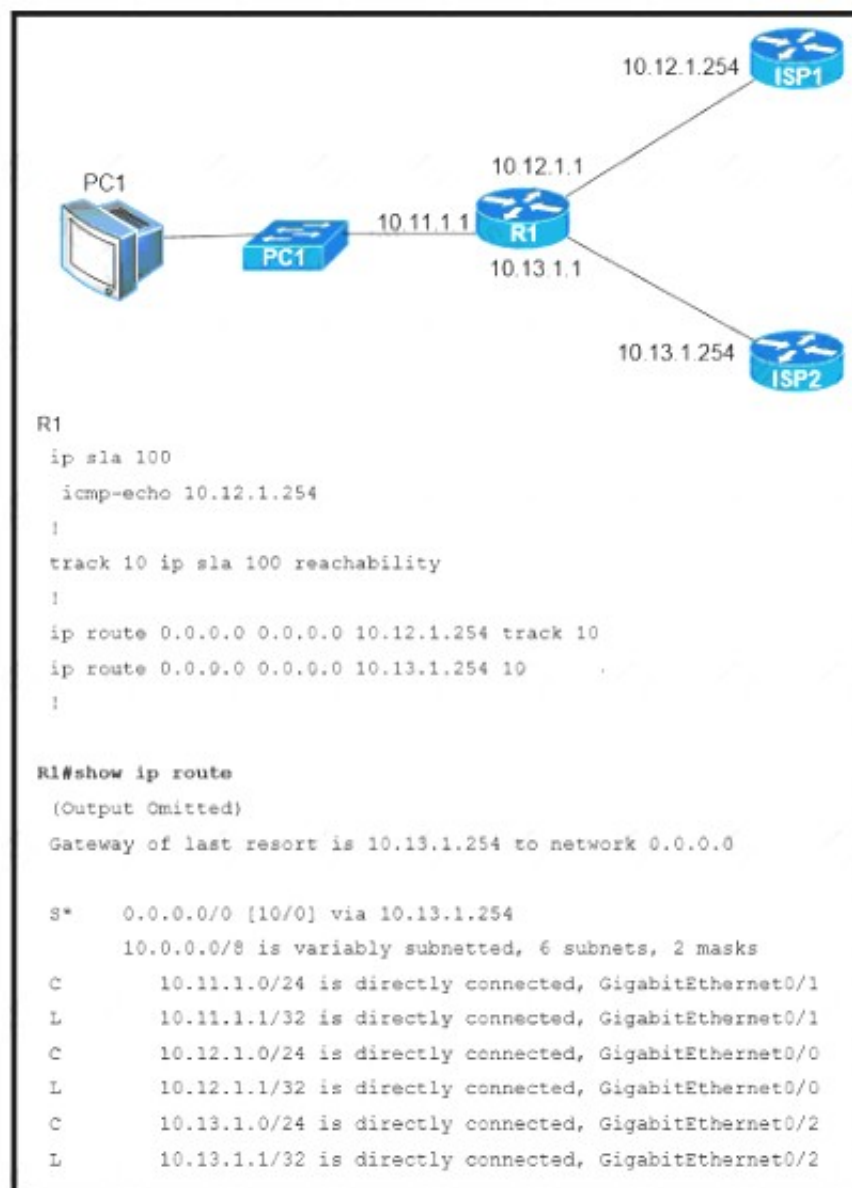 10.12.1.254
ISP1
10.12.1.1
PC1
10.11.1.1
R1
PC1
10.13.1.1
10.13.1.254
ISP2
R1
ip sla 100
icmp-echo 10.12.1.254
!
track 10 ip sla 100 reachability
!
ip route 0.0.0.0 0.0.0.0 10.12.1.254 track 10
ip route 0.0.0.0 0.0.0.0 10.13.1.254 10
!
R1#show ip route
(Output Omitted)
Gateway of last resort is 10.13.1.254 to network 0.0.0.0
S* 0.0.0.0/0 [10/0] via 10.13.1.254
10.0.0.0/8 is variably subnetted, 6 subnets, 2 masks
C 10.11.1.0/24 is directly connected, GigabitEthernet0/1
L 10.11.1.1/32 is directly connected, GigabitEthernet0/1
C 10.12.1.0/24 is directly connected, GigabitEthernet0/0
L 10.12.1.1/32 is directly connected, GigabitEthernet0/0
C 10.13.1.0/24 is directly connected, GigabitEthernet0/2
L 10.13.1.1/32 is directly connected, GigabitEthernet0/2